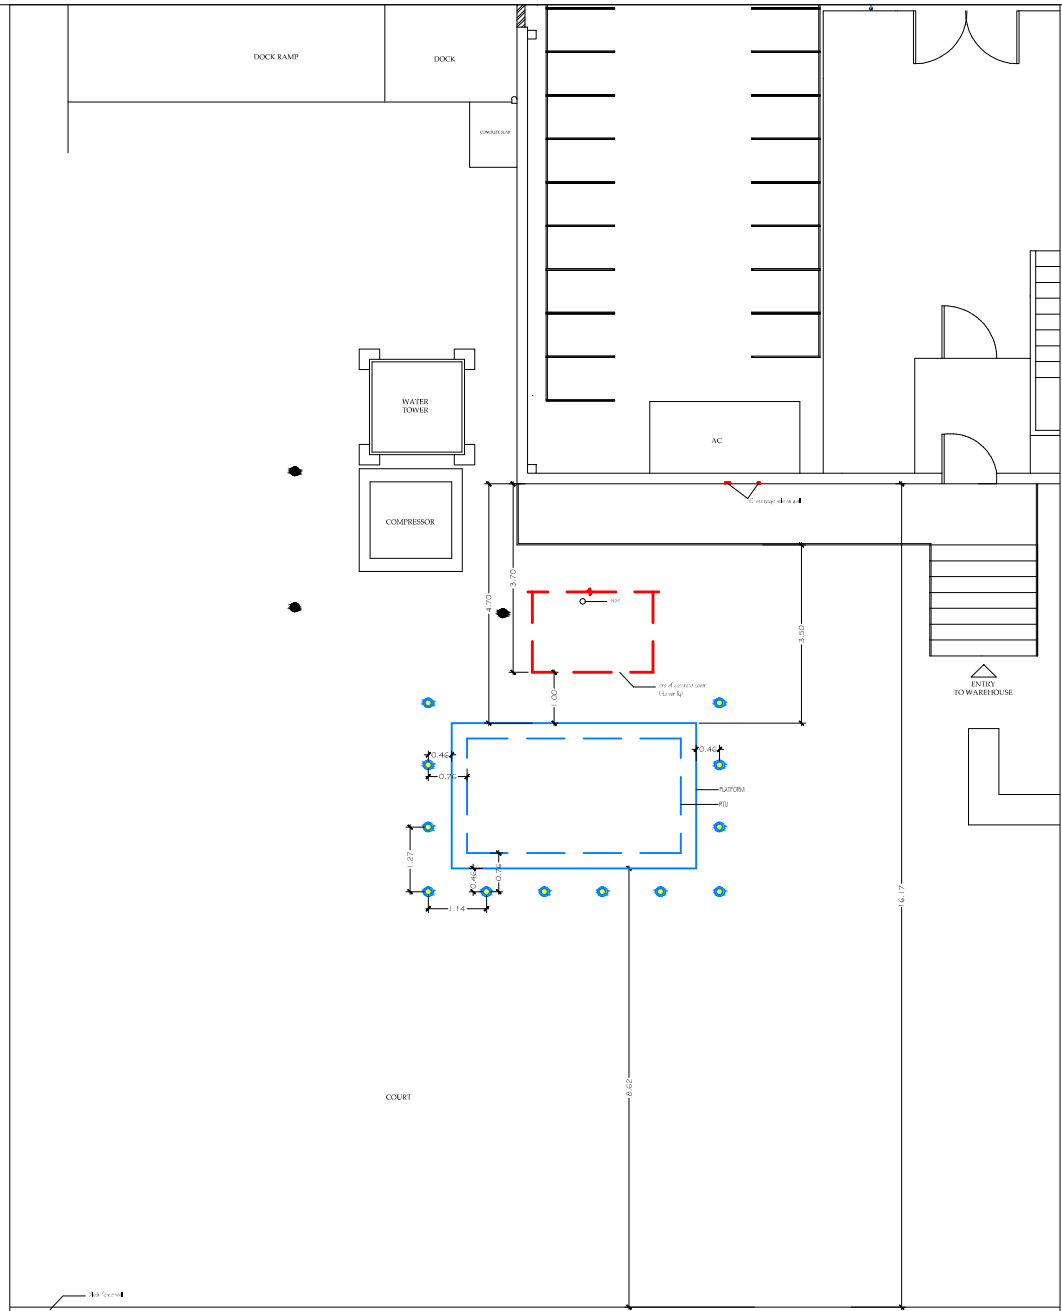 DOCK RAMP
DOCK
CONCRETE SLAB
WATER
TOWER
AC
COMPRESSOR
3.70
4.70
3.50
1.00
ENTRY
TO WAREHOUSE
0.46
0.46
0.76
PLATFORM
RTU
1.27
0.46
0.76
1.14
16.17
8.62
COURT